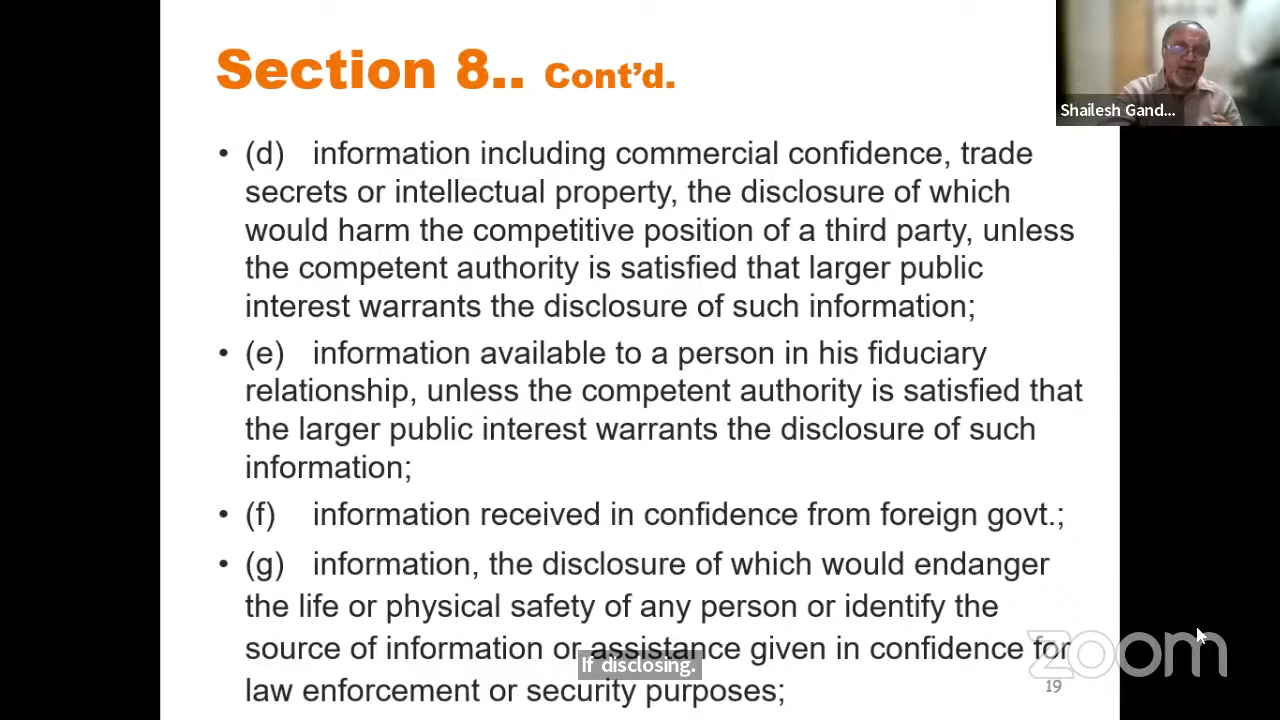 Section 8.. Cont’d.
Shailesh Gand...
• (d) information including commercial confidence, trade
secrets or intellectual property, the disclosure of which
would harm the competitive position of a third party, unless
the competent authority is satisfied that larger public
interest warrants the disclosure of such information;
• (e) information available to a person in his fiduciary
relationship, unless the competent authority is satisfied that
the larger public interest warrants the disclosure of such
information;
• (f) information received in confidence from foreign govt.;
• (g) information, the disclosure of which would endanger
the life or physical safety of any person or identify the
source of information or assistance given in confidence for
law enforcement or security purposes;
If disclosing.
zoom
19